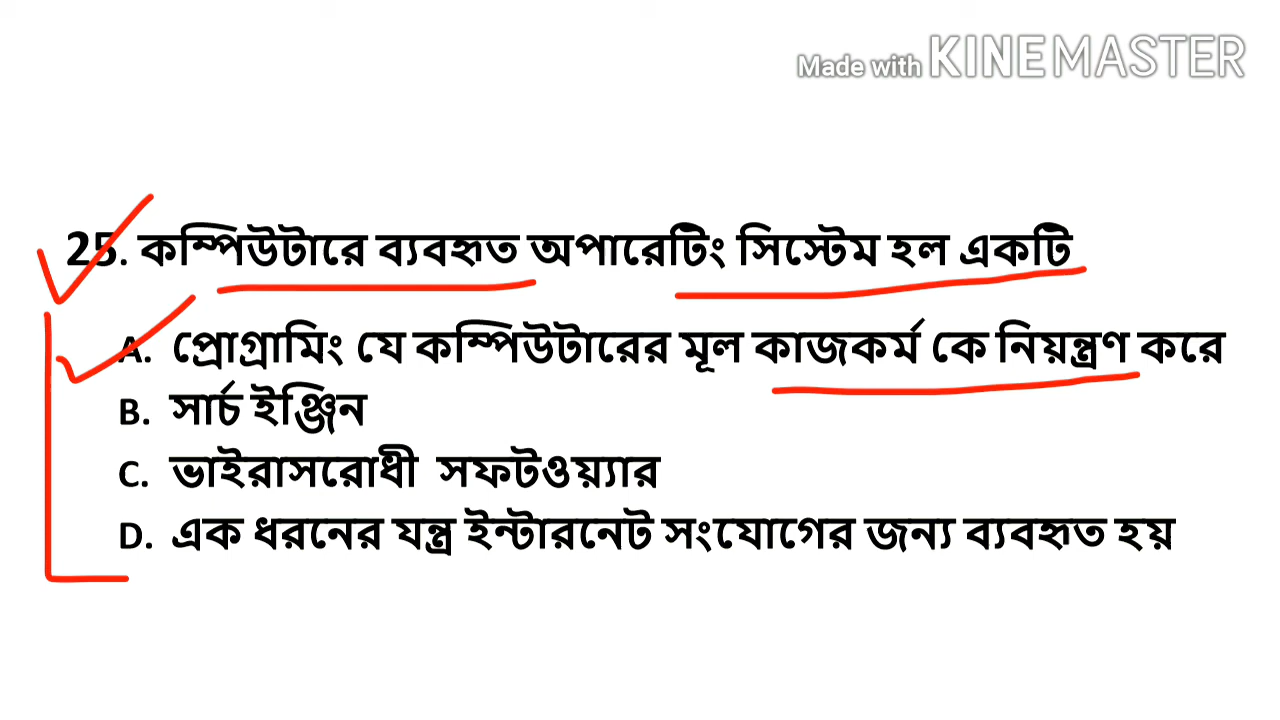 Made with KINEMASTER
25. কম্পিউটারে ব্যবহৃত অপারেটিং সিস্টেম হল একটি
A. প্রোগ্রামিং যে কম্পিউটারের মূল কাজকর্ম কে নিয়ন্ত্রণ করে
B. সার্চ ইঞ্জিন
C. ভাইরাসরোধী সফটওয়্যার
D. এক ধরনের যন্ত্র ইন্টারনেট সংযোগের জন্য ব্যবহৃত হয়